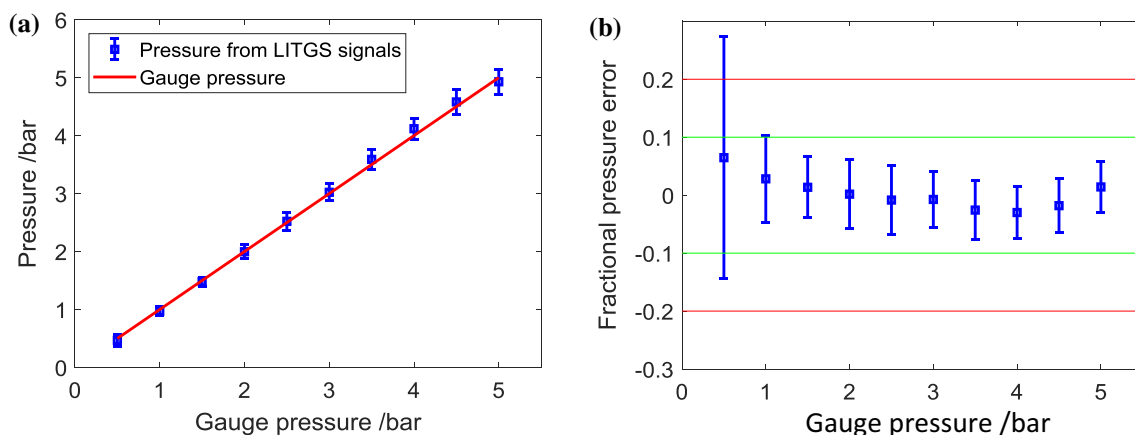 (a)
Pressure /bar
6
5
4
3
2
1
0
Pressure from LITGS signals
Gauge pressure
0 1 2 3 4 5
Gauge pressure /bar
(b)
Fractional pressure error
0.2
0.1
0
-0.1
-0.2
-0.3
0 1 2 3 4 5
Gauge pressure /bar